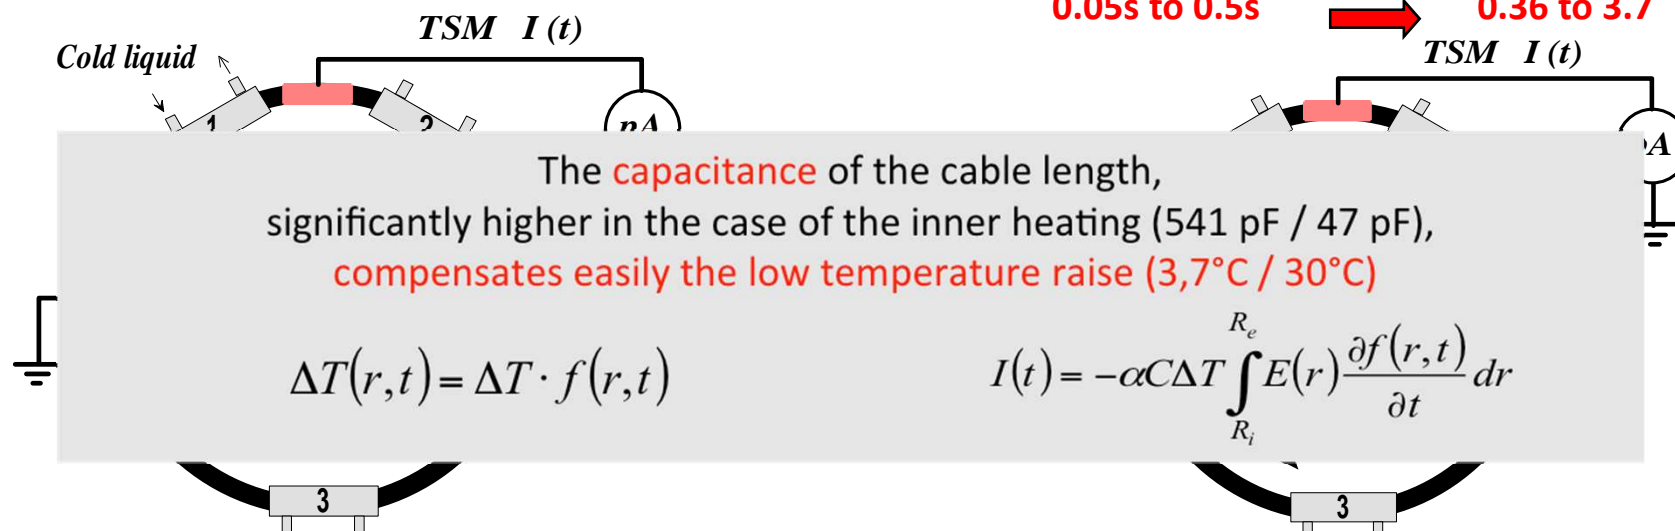 0.05s to 0.5s 0.36 to 3.7
TSM I (t)
TSM I (t)
Cold liquid
1
2
The capacitance of the cable length,
significantly higher in the case of the inner heating (541 pF / 47 pF),
compensates easily the low temperature raise (3,7°C / 30°C)
ΔT(r,t) = ΔT · f(r,t)
I(t) = −αCΔT ∫_{R_i}^{R_e} E(r) ∂f(r,t)/∂t dr
3
3